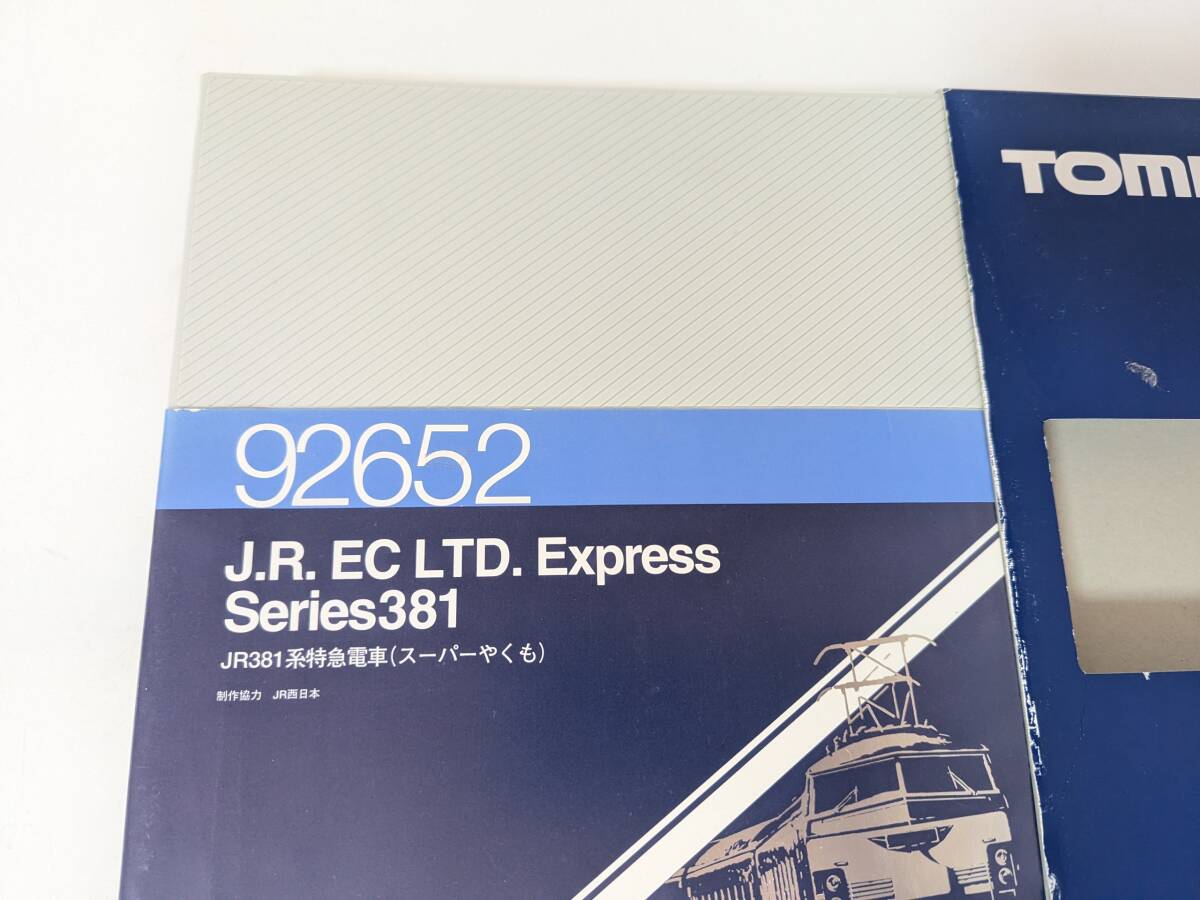 92652
J.R. EC LTD. Express
Series381
JR381系特急電車(スーパーやくも)
制作協力 JR西日本